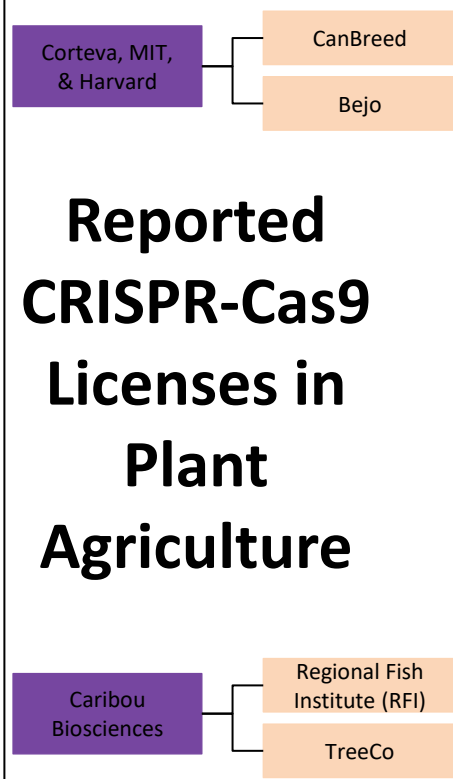 Corteva, MIT,
& Harvard
CanBreed
Bejo
Reported
CRISPR-Cas9
Licenses in
Plant
Agriculture
Caribou
Biosciences
Regional Fish
Institute (RFI)
TreeCo